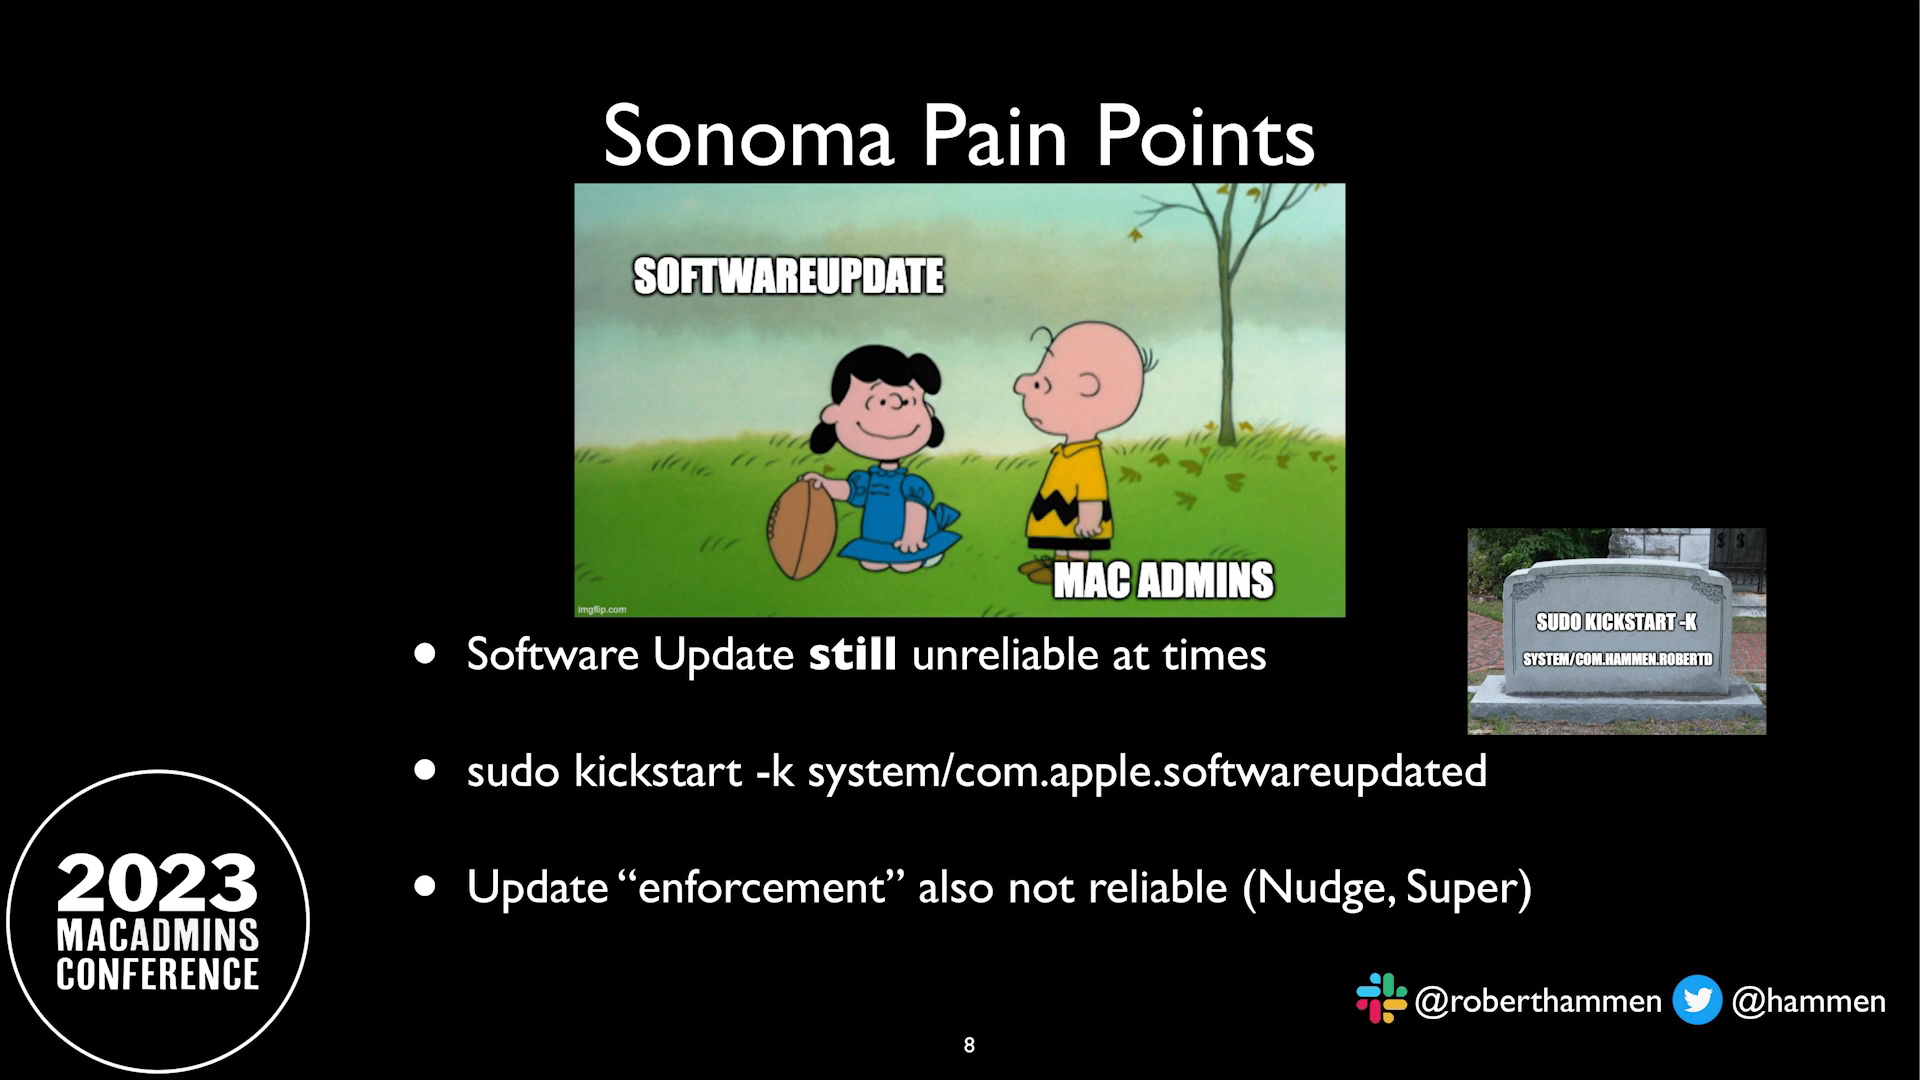 Sonoma Pain Points
SOFTWAREUPDATE
MAC ADMINS
imgflip.com
SUDO KICKSTART -K
SYSTEM/COM.HAMMEN.ROBERTD
• Software Update still unreliable at times
• sudo kickstart -k system/com.apple.softwareupdated
• Update “enforcement” also not reliable (Nudge, Super)
2023
MACADMINS
CONFERENCE
@roberthammen @hammen
8